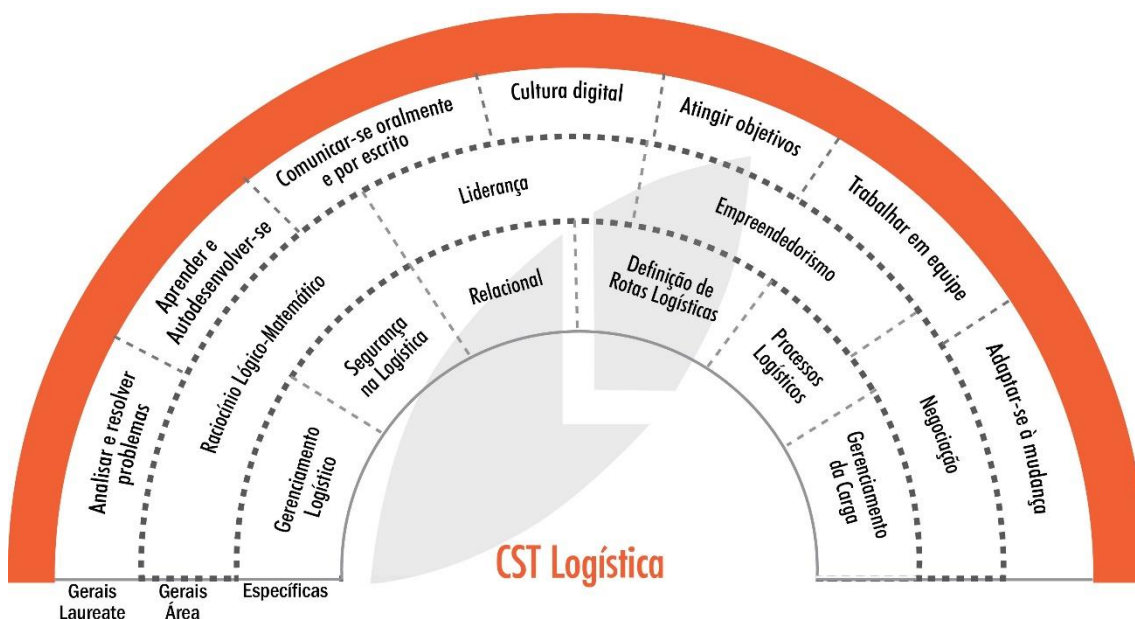 Analisar e resolver
problemas
Aprender e
Autodesenvolver-se
Comunicar-se oralmente
e por escrito
Cultura digital
Atingir objetivos
Trabalhar em equipe
Adaptar-se à mudança
Raciocínio Lógico-Matemático
Liderança
Empreendedorismo
Negociação
Gerenciamento
Logístico
Segurança
na Logística
Relacional
Definição de
Rotas Logísticas
Processos
Logísticos
Gerenciamento
da Carga
CST Logística
Gerais
Laureate
Gerais
Área
Específicas